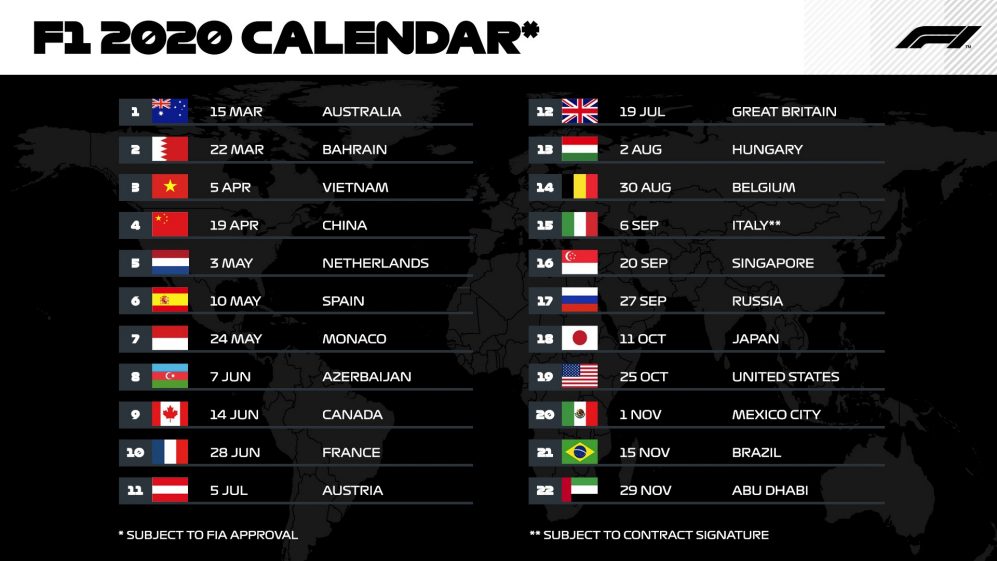 F1 2020 CALENDAR*
F1
TM
1 15 MAR AUSTRALIA
2 22 MAR BAHRAIN
3 5 APR VIETNAM
4 19 APR CHINA
5 3 MAY NETHERLANDS
6 10 MAY SPAIN
7 24 MAY MONACO
8 7 JUN AZERBAIJAN
9 14 JUN CANADA
10 28 JUN FRANCE
11 5 JUL AUSTRIA
* SUBJECT TO FIA APPROVAL
12 19 JUL GREAT BRITAIN
13 2 AUG HUNGARY
14 30 AUG BELGIUM
15 6 SEP ITALY**
16 20 SEP SINGAPORE
17 27 SEP RUSSIA
18 11 OCT JAPAN
19 25 OCT UNITED STATES
20 1 NOV MEXICO CITY
21 15 NOV BRAZIL
22 29 NOV ABU DHABI
** SUBJECT TO CONTRACT SIGNATURE